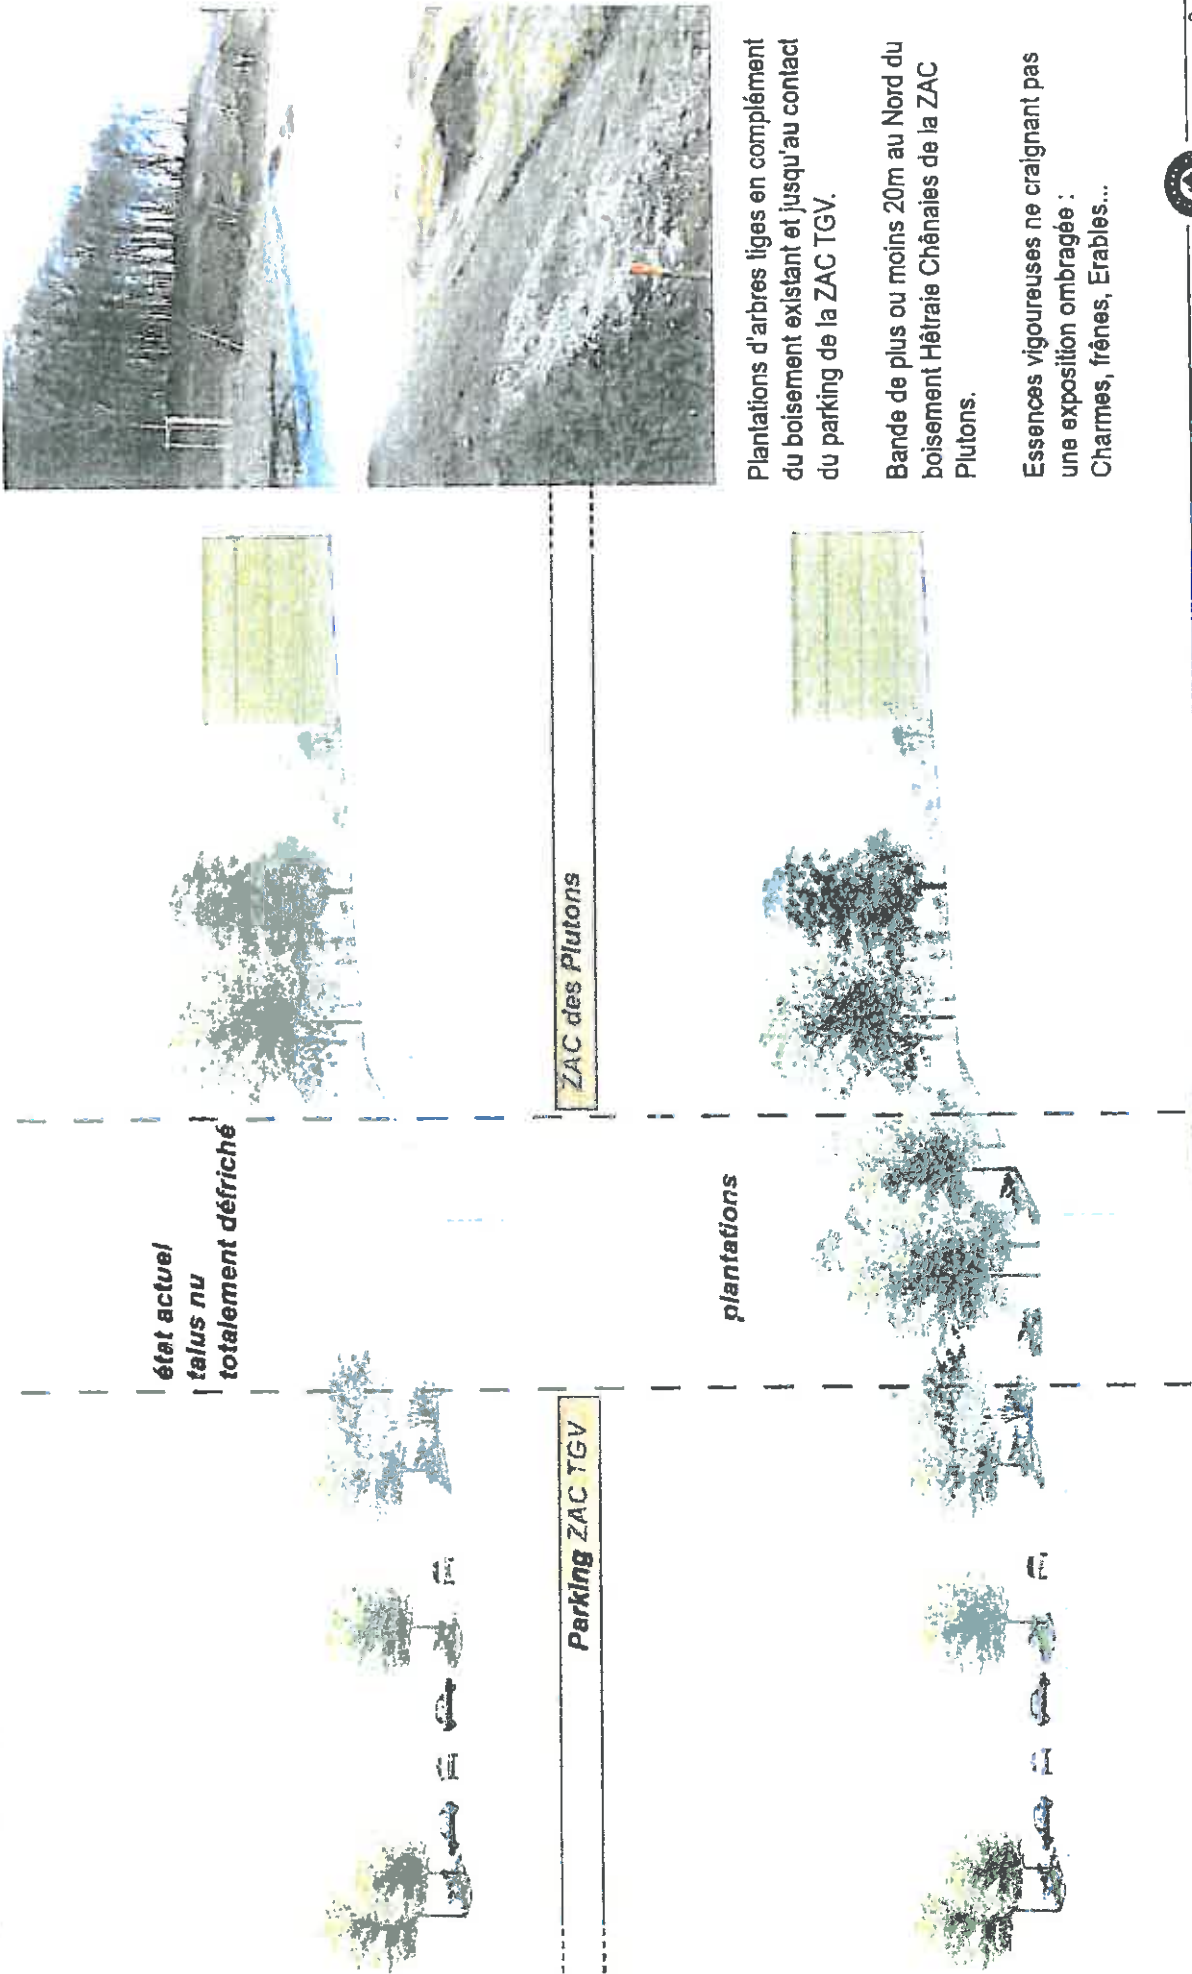 état actuel
talus nu
totalement défriché
Parking ZAC TGV
ZAC des Plutons
plantations
Plantations d'arbres tiges en complément
du boisement existant et jusqu'au contact
du parking de la ZAC TGV.
Bande de plus ou moins 20m au Nord du
boisement Hêtraie Chênaies de la ZAC
Plutons.
Essences vigoureuses ne craignant pas
une exposition ombragée :
Charmes, frênes, Erables...